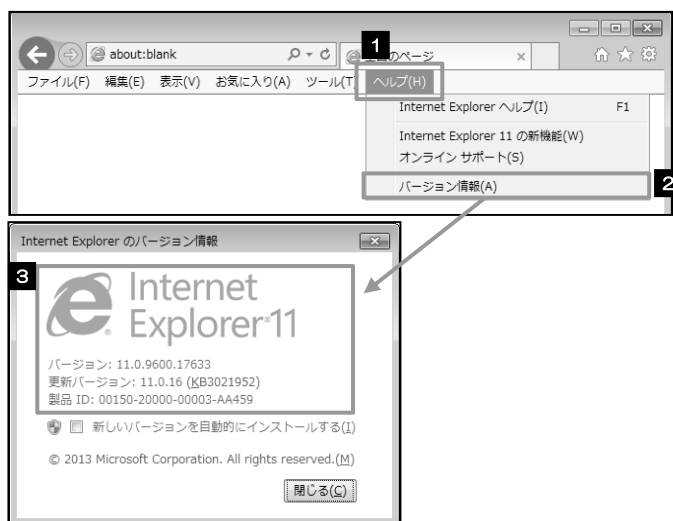 1
about:blank
のページ
ファイル(F) 編集(E) 表示(V) お気に入り(A) ツール(T) ヘルプ(H)
Internet Explorer ヘルプ(I) F1
Internet Explorer 11 の新機能(W)
オンライン サポート(S)
バージョン情報(A)
2
Internet Explorer のバージョン情報
3
Internet
Explorer 11
バージョン: 11.0.9600.17633
更新バージョン: 11.0.16 (KB3021952)
製品 ID: 00150-20000-00003-AA459
新しいバージョンを自動的にインストールする(I)
© 2013 Microsoft Corporation. All rights reserved.(M)
閉じる(C)